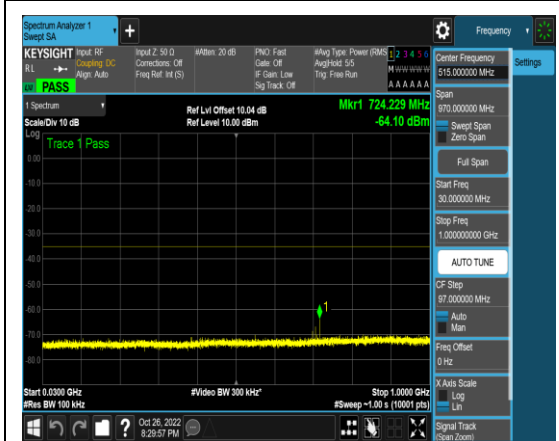 Spectrum Analyzer 1
Swept SA
+
Frequency
KEYSIGHT
Input: RF
Coupling: DC
Align: Auto
RL
PASS
Input Z: 50 Ω
Corrections: Off
Freq Ref: Int (S)
#Atten: 20 dB
PNO: Fast
Gate: Off
IF Gain: Low
Sig Track: Off
#Avg Type: Power (RMS
Avg|Hold: 5/5
Trig: Free Run
1 2 3 4 5 6
M W W W W W
A A A A A A
1 Spectrum
Scale/Div 10 dB
Ref Lvl Offset 10.04 dB
Ref Level 10.00 dBm
Mkr1 724.229 MHz
-64.10 dBm
Log
Trace 1 Pass
0.00
-10.0
-20.0
-30.0
-40.0
-50.0
-60.0
-70.0
-80.0
1
Start 0.0300 GHz
#Res BW 100 kHz
#Video BW 300 kHz*
Stop 1.0000 GHz
#Sweep ~1.00 s (10001 pts)
Center Frequency
515.000000 MHz
Settings
Span
970.000000 MHz
Swept Span
Zero Span
Full Span
Start Freq
30.000000 MHz
Stop Freq
1.000000000 GHz
AUTO TUNE
CF Step
97.000000 MHz
Auto
Man
Freq Offset
0 Hz
X Axis Scale
Log
Lin
Signal Track
(Span Zoom)
?
Oct 26, 2022
8:29:57 PM